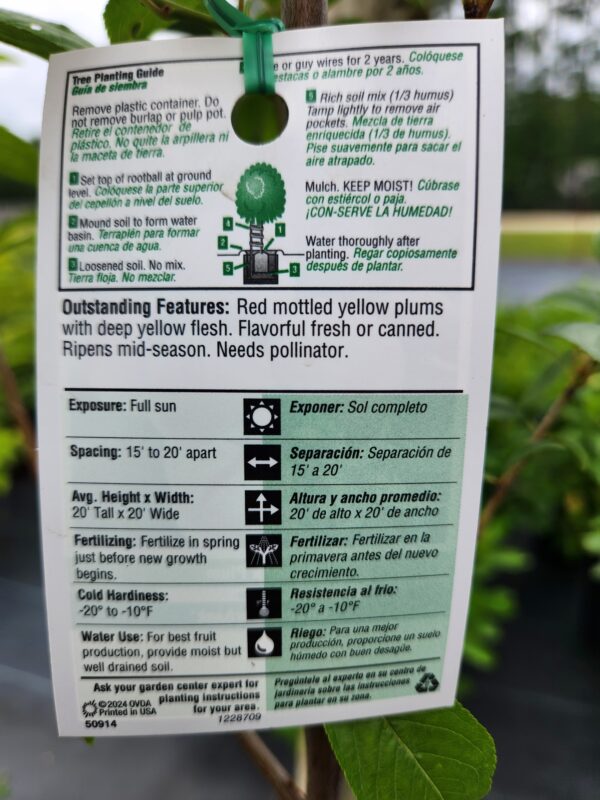 Tree Planting Guide
Guía de siembra
Remove plastic container. Do
not remove burlap or pulp pot.
Retire el contenedor de
plástico. No quite la arpillera ni
la maceta de tierra.
1 Set top of rootball at ground
level. Colóquese la parte superior
del cepellón a nivel del suelo.
2 Mound soil to form water
basin. Terraplén para formar
una cuenca de agua.
3 Loosened soil. No mix.
Tierra floja. No mezclar.
e or guy wires for 2 years. Colóquese
estacas o alambre por 2 años.
5 Rich soil mix (1/3 humus)
Tamp lightly to remove air
pockets. Mezcla de tierra
enriquecida (1/3 de humus).
Pise suavemente para sacar el
aire atrapado.
Mulch. KEEP MOIST! Cúbrase
con estiércol o paja.
¡CON-SERVE LA HUMEDAD!
Water thoroughly after
planting. Regar copiosamente
después de plantar.
4 1
2
5 3
Outstanding Features: Red mottled yellow plums
with deep yellow flesh. Flavorful fresh or canned.
Ripens mid-season. Needs pollinator.
Exposure: Full sun
Exponer: Sol completo
Spacing: 15' to 20' apart
Separación: Separación de
15' a 20'
Avg. Height x Width:
20' Tall x 20' Wide
Altura y ancho promedio:
20' de alto x 20' de ancho
Fertilizing: Fertilize in spring
just before new growth
begins.
Fertilizar: Fertilizar en la
primavera antes del nuevo
crecimiento.
Cold Hardiness:
-20° to -10°F
Resistencia al frío:
-20° a -10°F
Water Use: For best fruit
production, provide moist but
well drained soil.
Riego: Para una mejor
producción, proporcione un suelo
húmedo con buen desagüe.
Ask your garden center expert for
planting instructions
for your area.
©2024 OVDA
Printed in USA
50914
1228709
Pregúntele al experto en su centro de
jardinería sobre las instrucciones
para plantar en su zona.